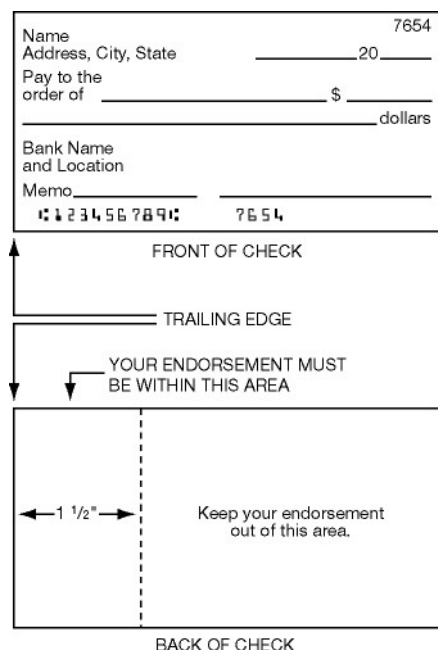 7654
Name
Address, City, State 20
Pay to the
order of $
dollars
Bank Name
and Location
Memo
⑆123456789⑆ 7654
FRONT OF CHECK
TRAILING EDGE
YOUR ENDORSEMENT MUST
BE WITHIN THIS AREA
1 1/2"
Keep your endorsement
out of this area.
BACK OF CHECK